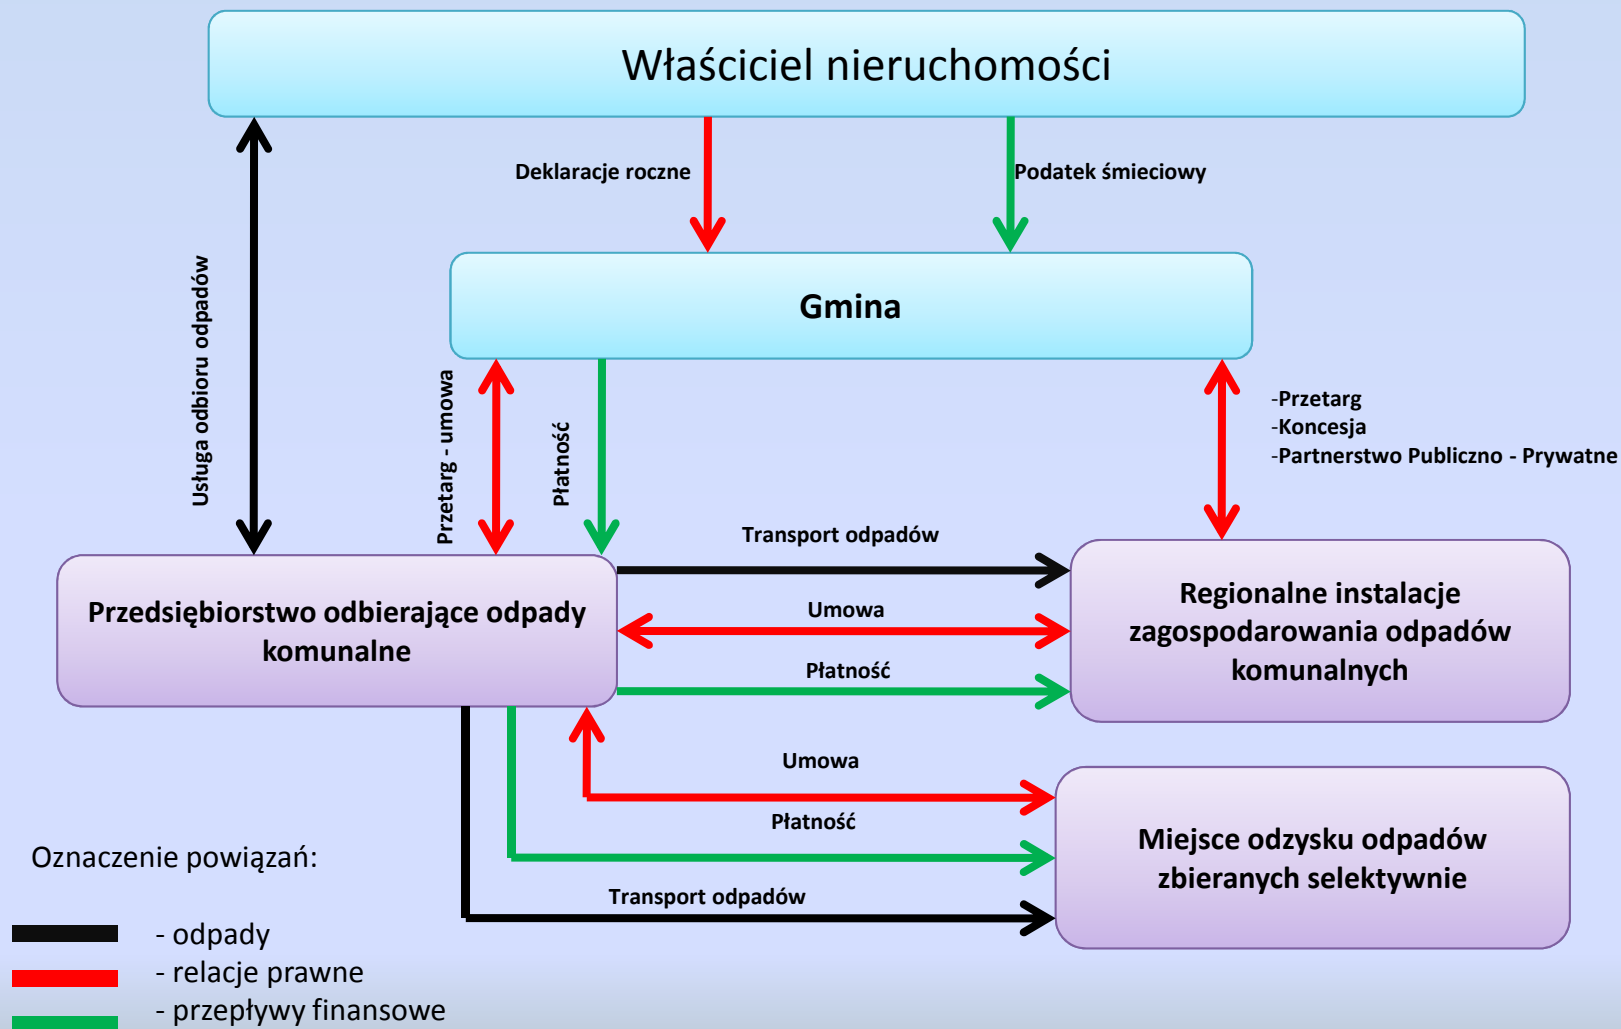 Właściciel nieruchomości
Deklaracje roczne
Podatek śmieciowy
Usługa odbioru odpadów
Gmina
Przetarg - umowa
Płatność
-Przetarg
-Koncesja
-Partnerstwo Publiczno - Prywatne
Transport odpadów
Przedsiębiorstwo odbierające odpady
komunalne
Umowa
Płatność
Regionalne instalacje
zagospodarowania odpadów
komunalnych
Umowa
Płatność
Transport odpadów
Miejsce odzysku odpadów
zbieranych selektywnie
Oznaczenie powiązań:
- odpady
- relacje prawne
- przepływy finansowe